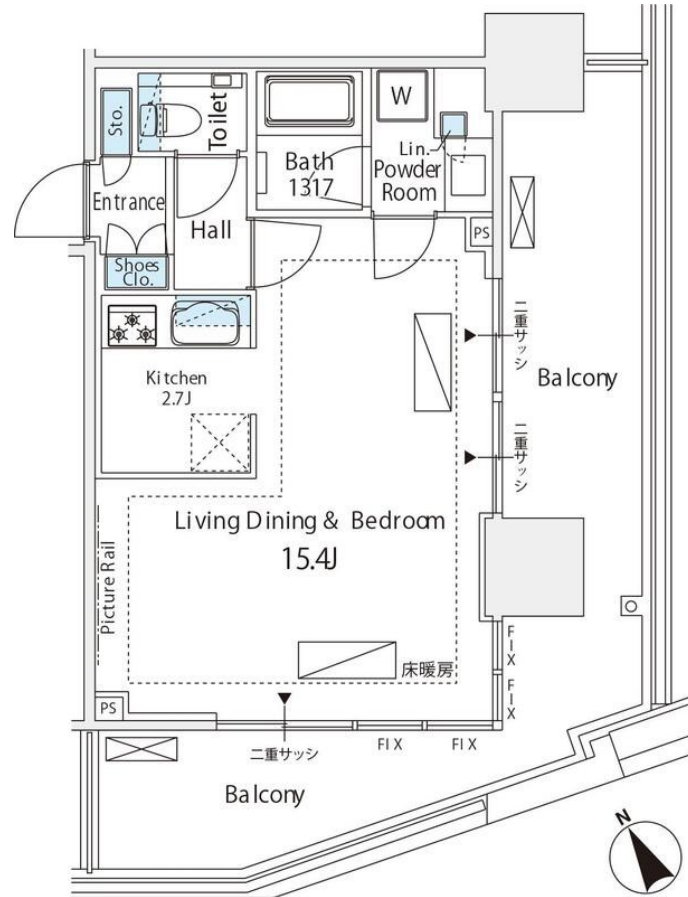 Sto.
Toilet
W
Lin.
Bath
1317
Powder
Room
Entrance
Hall
PS
Shoes
Clo.
二重サッシ
Kitchen
2.7J
Balcony
二重サッシ
Living Dining & Bedroom
15.4J
Picture Rail
床暖房
FIX
FIX
PS
二重サッシ
FIX
FIX
Balcony
N